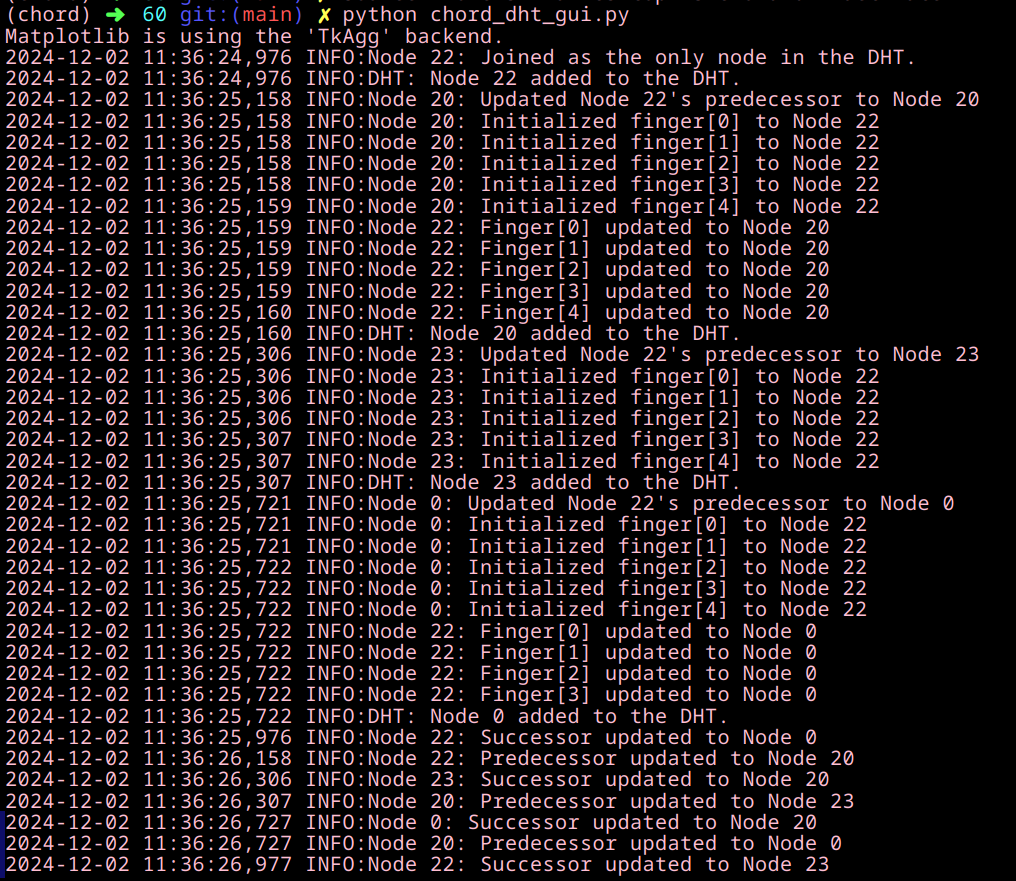 (chord) ➜ 60 git:(main) ✗ python chord_dht_gui.py
Matplotlib is using the 'TkAgg' backend.
2024-12-02 11:36:24,976 INFO:Node 22: Joined as the only node in the DHT.
2024-12-02 11:36:24,976 INFO:DHT: Node 22 added to the DHT.
2024-12-02 11:36:25,158 INFO:Node 20: Updated Node 22's predecessor to Node 20
2024-12-02 11:36:25,158 INFO:Node 20: Initialized finger[0] to Node 22
2024-12-02 11:36:25,158 INFO:Node 20: Initialized finger[1] to Node 22
2024-12-02 11:36:25,158 INFO:Node 20: Initialized finger[2] to Node 22
2024-12-02 11:36:25,158 INFO:Node 20: Initialized finger[3] to Node 22
2024-12-02 11:36:25,159 INFO:Node 20: Initialized finger[4] to Node 22
2024-12-02 11:36:25,159 INFO:Node 22: Finger[0] updated to Node 20
2024-12-02 11:36:25,159 INFO:Node 22: Finger[1] updated to Node 20
2024-12-02 11:36:25,159 INFO:Node 22: Finger[2] updated to Node 20
2024-12-02 11:36:25,159 INFO:Node 22: Finger[3] updated to Node 20
2024-12-02 11:36:25,160 INFO:Node 22: Finger[4] updated to Node 20
2024-12-02 11:36:25,160 INFO:DHT: Node 20 added to the DHT.
2024-12-02 11:36:25,306 INFO:Node 23: Updated Node 22's predecessor to Node 23
2024-12-02 11:36:25,306 INFO:Node 23: Initialized finger[0] to Node 22
2024-12-02 11:36:25,306 INFO:Node 23: Initialized finger[1] to Node 22
2024-12-02 11:36:25,306 INFO:Node 23: Initialized finger[2] to Node 22
2024-12-02 11:36:25,307 INFO:Node 23: Initialized finger[3] to Node 22
2024-12-02 11:36:25,307 INFO:Node 23: Initialized finger[4] to Node 22
2024-12-02 11:36:25,307 INFO:DHT: Node 23 added to the DHT.
2024-12-02 11:36:25,721 INFO:Node 0: Updated Node 22's predecessor to Node 0
2024-12-02 11:36:25,721 INFO:Node 0: Initialized finger[0] to Node 22
2024-12-02 11:36:25,721 INFO:Node 0: Initialized finger[1] to Node 22
2024-12-02 11:36:25,722 INFO:Node 0: Initialized finger[2] to Node 22
2024-12-02 11:36:25,722 INFO:Node 0: Initialized finger[3] to Node 22
2024-12-02 11:36:25,722 INFO:Node 0: Initialized finger[4] to Node 22
2024-12-02 11:36:25,722 INFO:Node 22: Finger[0] updated to Node 0
2024-12-02 11:36:25,722 INFO:Node 22: Finger[1] updated to Node 0
2024-12-02 11:36:25,722 INFO:Node 22: Finger[2] updated to Node 0
2024-12-02 11:36:25,722 INFO:Node 22: Finger[3] updated to Node 0
2024-12-02 11:36:25,722 INFO:DHT: Node 0 added to the DHT.
2024-12-02 11:36:25,976 INFO:Node 22: Successor updated to Node 0
2024-12-02 11:36:26,158 INFO:Node 22: Predecessor updated to Node 20
2024-12-02 11:36:26,306 INFO:Node 23: Successor updated to Node 20
2024-12-02 11:36:26,307 INFO:Node 20: Predecessor updated to Node 23
2024-12-02 11:36:26,727 INFO:Node 0: Successor updated to Node 20
2024-12-02 11:36:26,727 INFO:Node 20: Predecessor updated to Node 0
2024-12-02 11:36:26,977 INFO:Node 22: Successor updated to Node 23